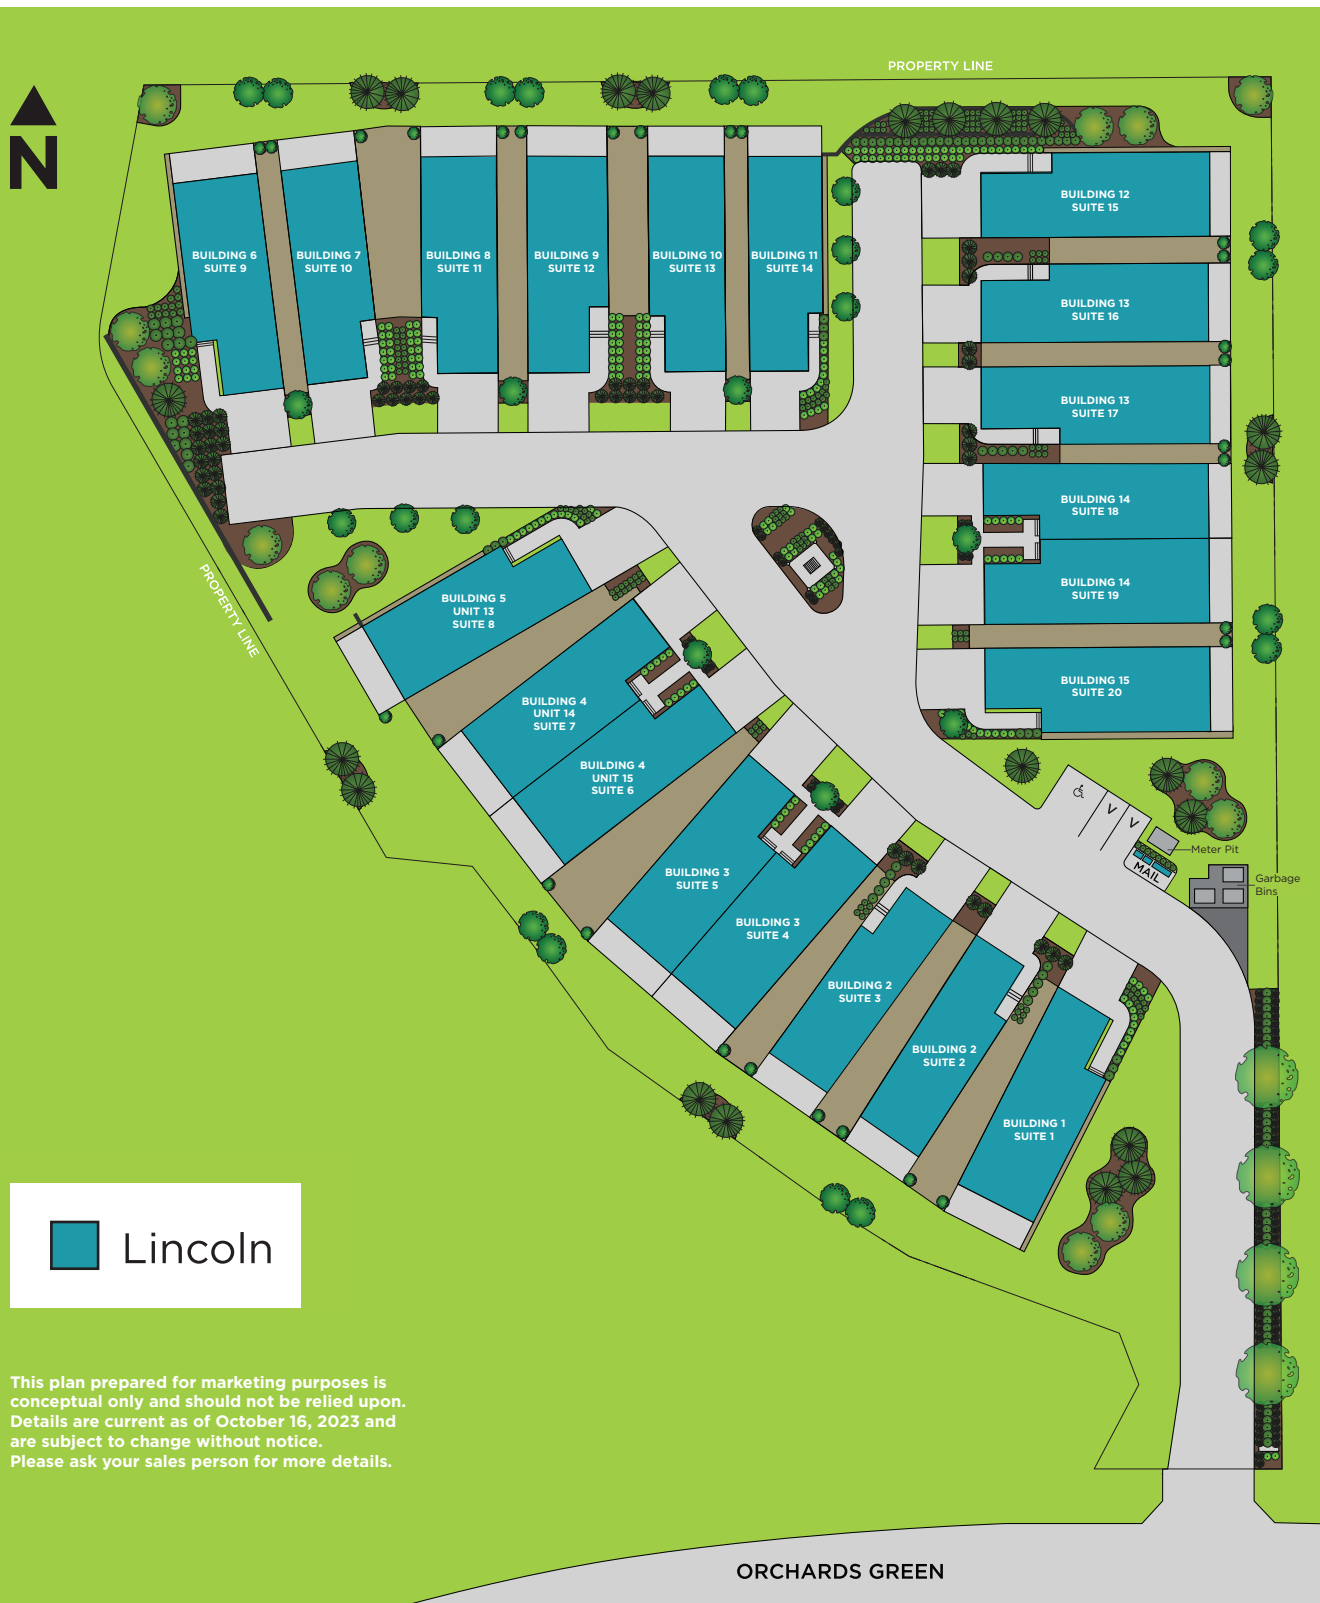 PROPERTY LINE
N
BUILDING 12
SUITE 15
BUILDING 6
SUITE 9
BUILDING 7
SUITE 10
BUILDING 8
SUITE 11
BUILDING 9
SUITE 12
BUILDING 10
SUITE 13
BUILDING 11
SUITE 14
BUILDING 13
SUITE 16
BUILDING 13
SUITE 17
BUILDING 14
SUITE 18
BUILDING 14
SUITE 19
BUILDING 15
SUITE 20
PROPERTY LINE
BUILDING 5
UNIT 13
SUITE 8
BUILDING 4
UNIT 14
SUITE 7
BUILDING 4
UNIT 15
SUITE 6
V
V
Meter Pit
MAIL
Garbage
Bins
BUILDING 3
SUITE 5
BUILDING 3
SUITE 4
BUILDING 2
SUITE 3
BUILDING 2
SUITE 2
BUILDING 1
SUITE 1
Lincoln
This plan prepared for marketing purposes is
conceptual only and should not be relied upon.
Details are current as of October 16, 2023 and
are subject to change without notice.
Please ask your sales person for more details.
ORCHARDS GREEN